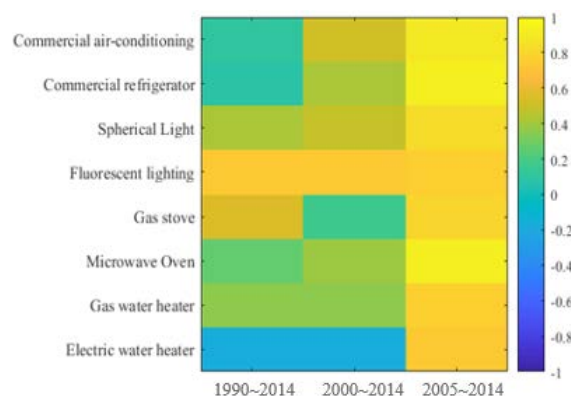 Commercial air-conditioning
Commercial refrigerator
Spherical Light
Fluorescent lighting
Gas stove
Microwave Oven
Gas water heater
Electric water heater
1990~2014 2000~2014 2005~2014
1
0.8
0.6
0.4
0.2
0
-0.2
-0.4
-0.6
-0.8
-1